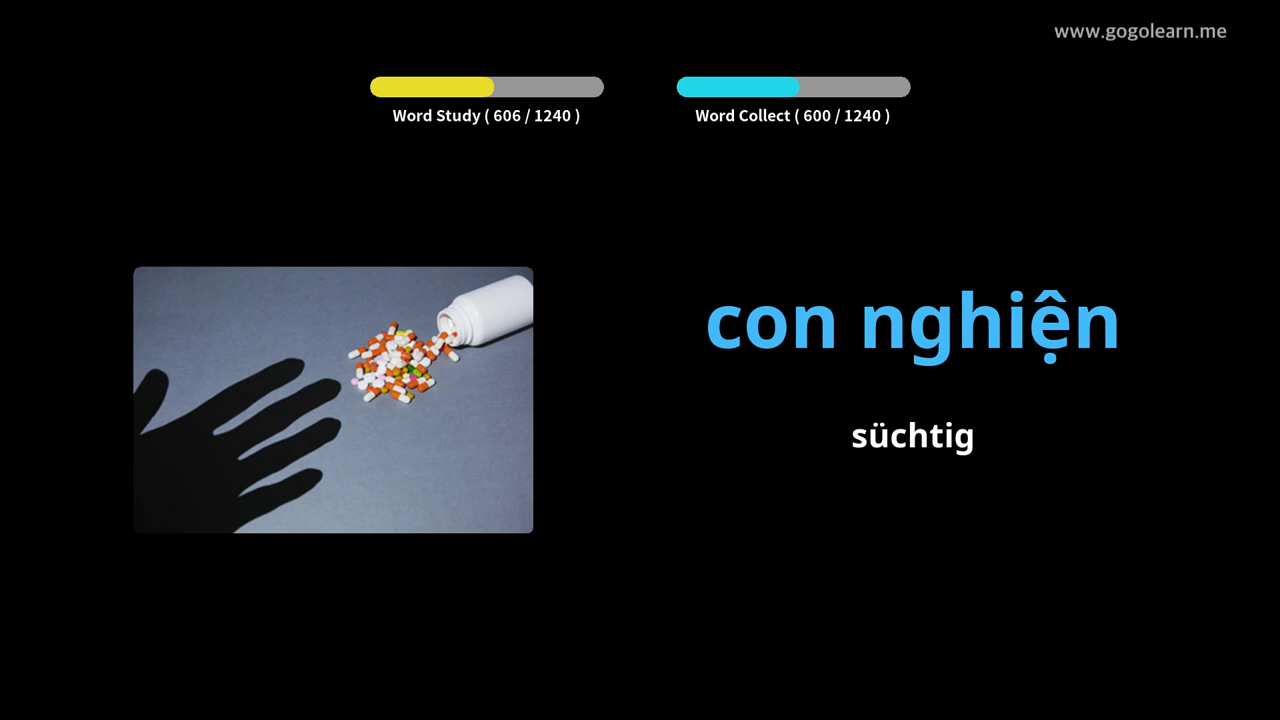 www.gogolearn.me
Word Study ( 606 / 1240 )
Word Collect ( 600 / 1240 )
con nghiện
süchtig